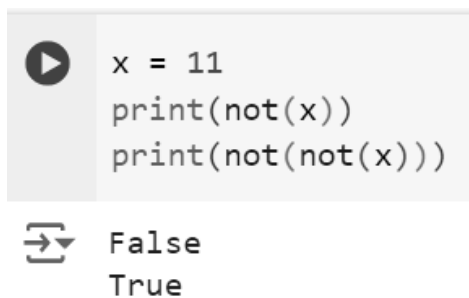 x = 11
print(not(x))
print(not(not(x)))
False
True